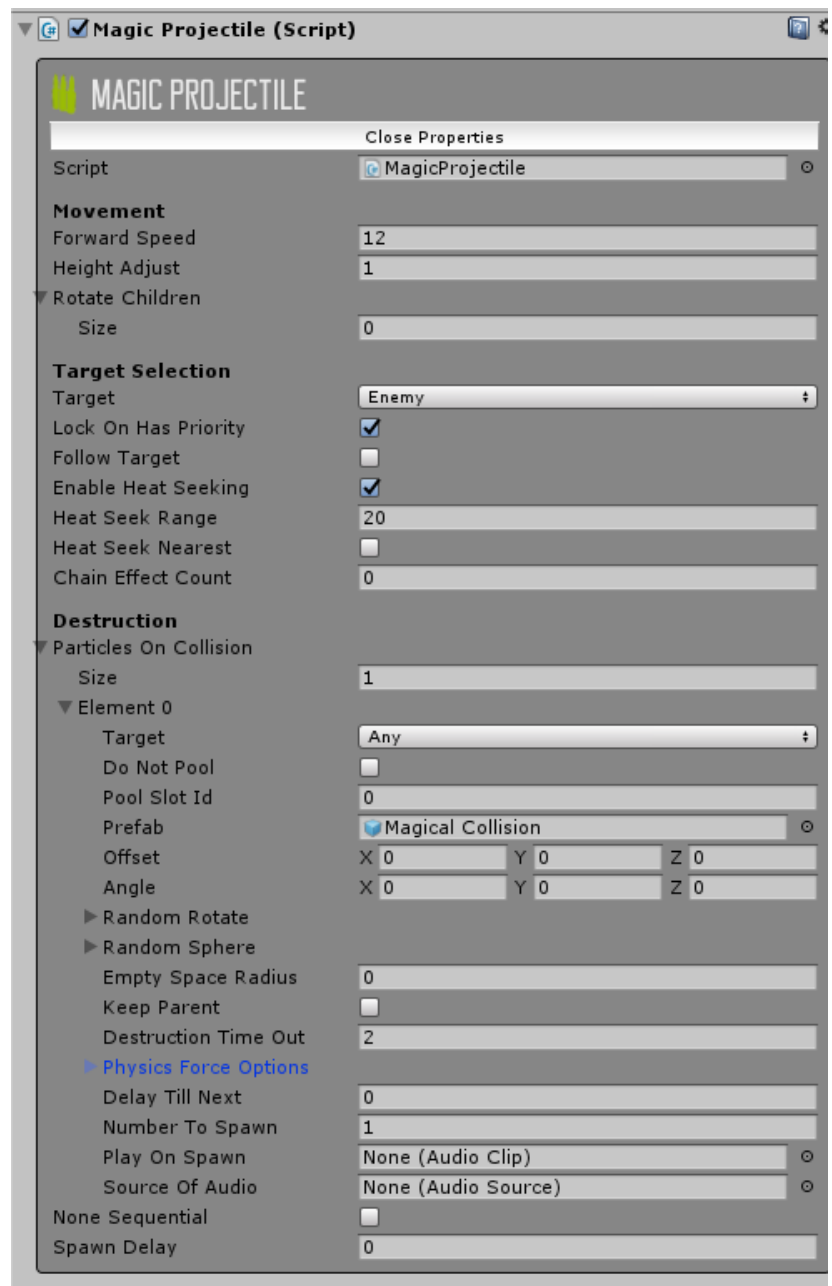 Magic Projectile (Script)
MAGIC PROJECTILE
Close Properties
Script MagicProjectile
Movement
Forward Speed 12
Height Adjust 1
Rotate Children
Size 0
Target Selection
Target Enemy
Lock On Has Priority
Follow Target
Enable Heat Seeking
Heat Seek Range 20
Heat Seek Nearest
Chain Effect Count 0
Destruction
Particles On Collision
Size 1
Element 0
Target Any
Do Not Pool
Pool Slot Id 0
Prefab Magical Collision
Offset X 0 Y 0 Z 0
Angle X 0 Y 0 Z 0
Random Rotate
Random Sphere
Empty Space Radius 0
Keep Parent
Destruction Time Out 2
Physics Force Options
Delay Till Next 0
Number To Spawn 1
Play On Spawn None (Audio Clip)
Source Of Audio None (Audio Source)
None Sequential
Spawn Delay 0